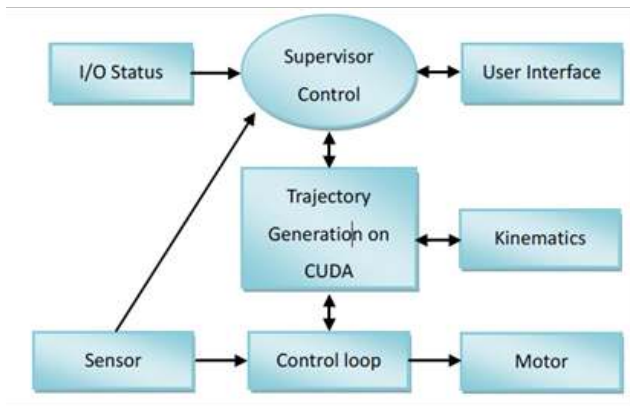 I/O Status
Supervisor
Control
User Interface
Trajectory
Generation on
CUDA
Kinematics
Sensor
Control loop
Motor